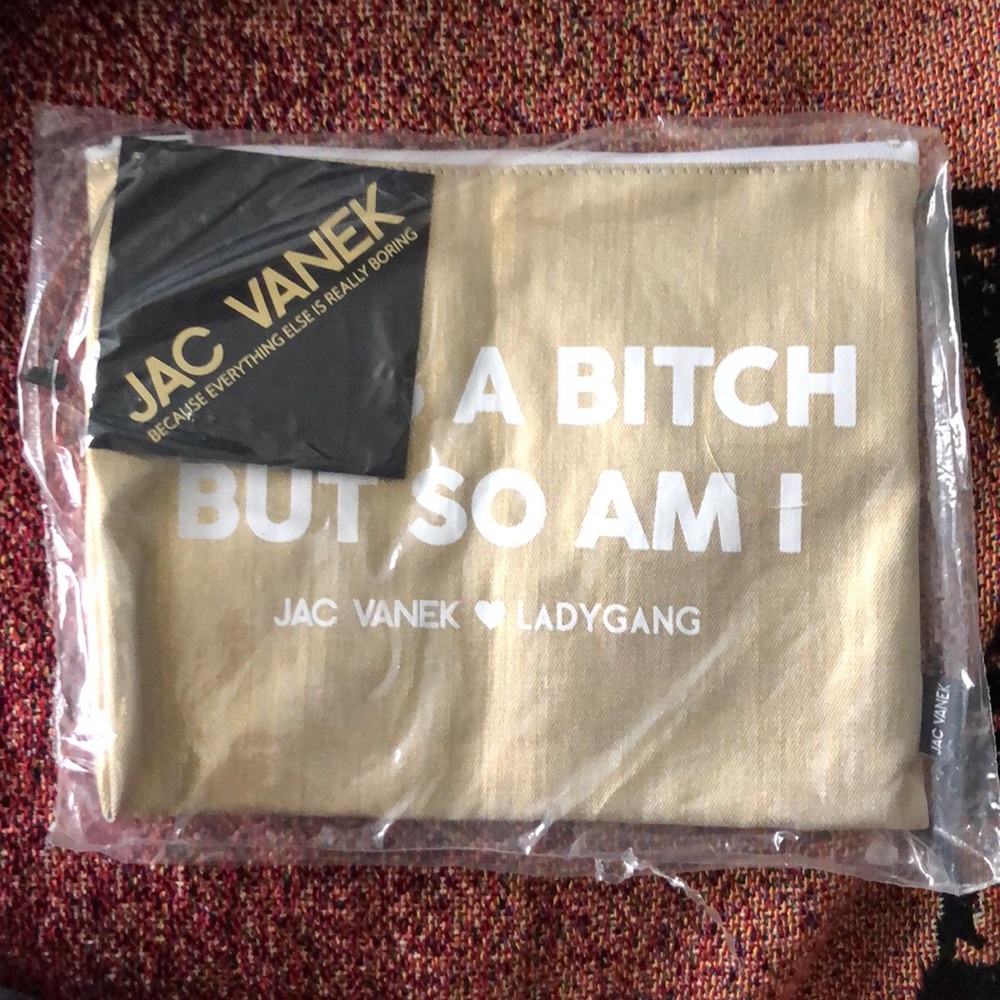 JAC VANEK
BECAUSE EVERYTHING ELSE IS REALLY BORING
A BITCH
BUT SO AM I
JAC VANEK ♥ LADYGANG
JAC VANEK